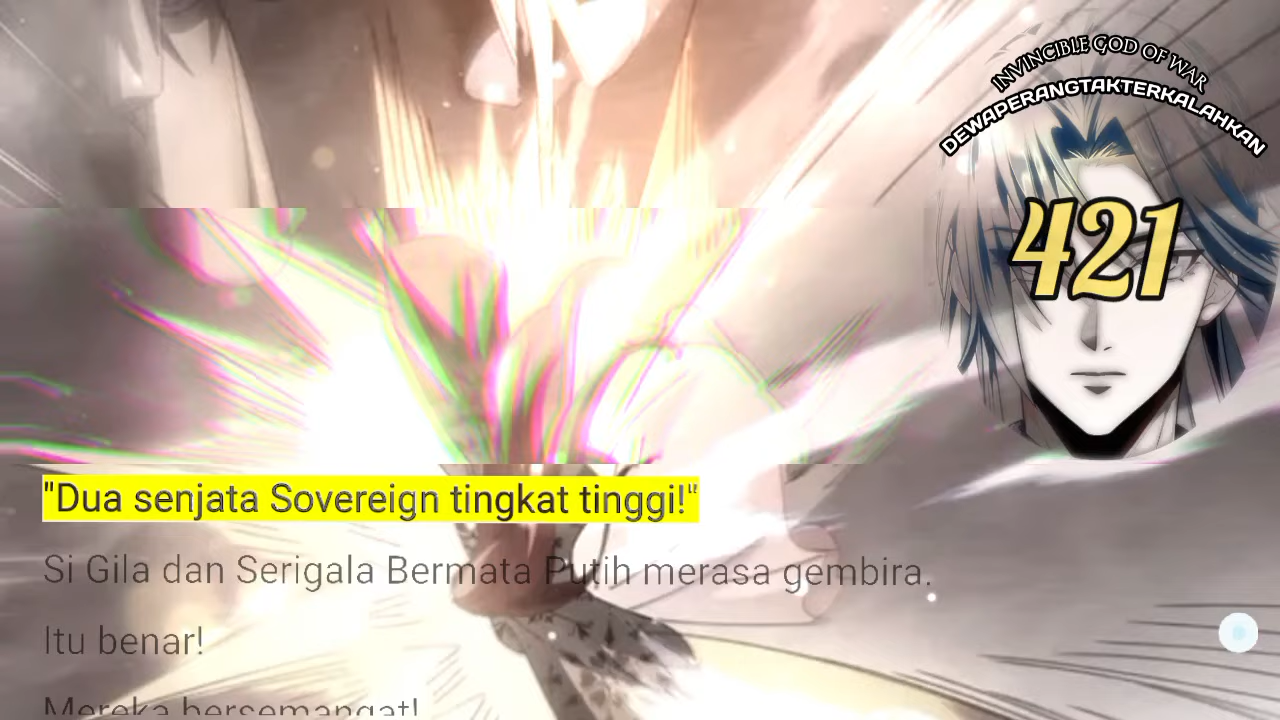 INVINCIBLE GOD OF WAR
DEWAPERANGTAKTERKALAHKAN
421
"Dua senjata Sovereign tingkat tinggi!"
Si Gila dan Serigala Bermata Putih merasa gembira.
Itu benar!
Mereka bersemangat!